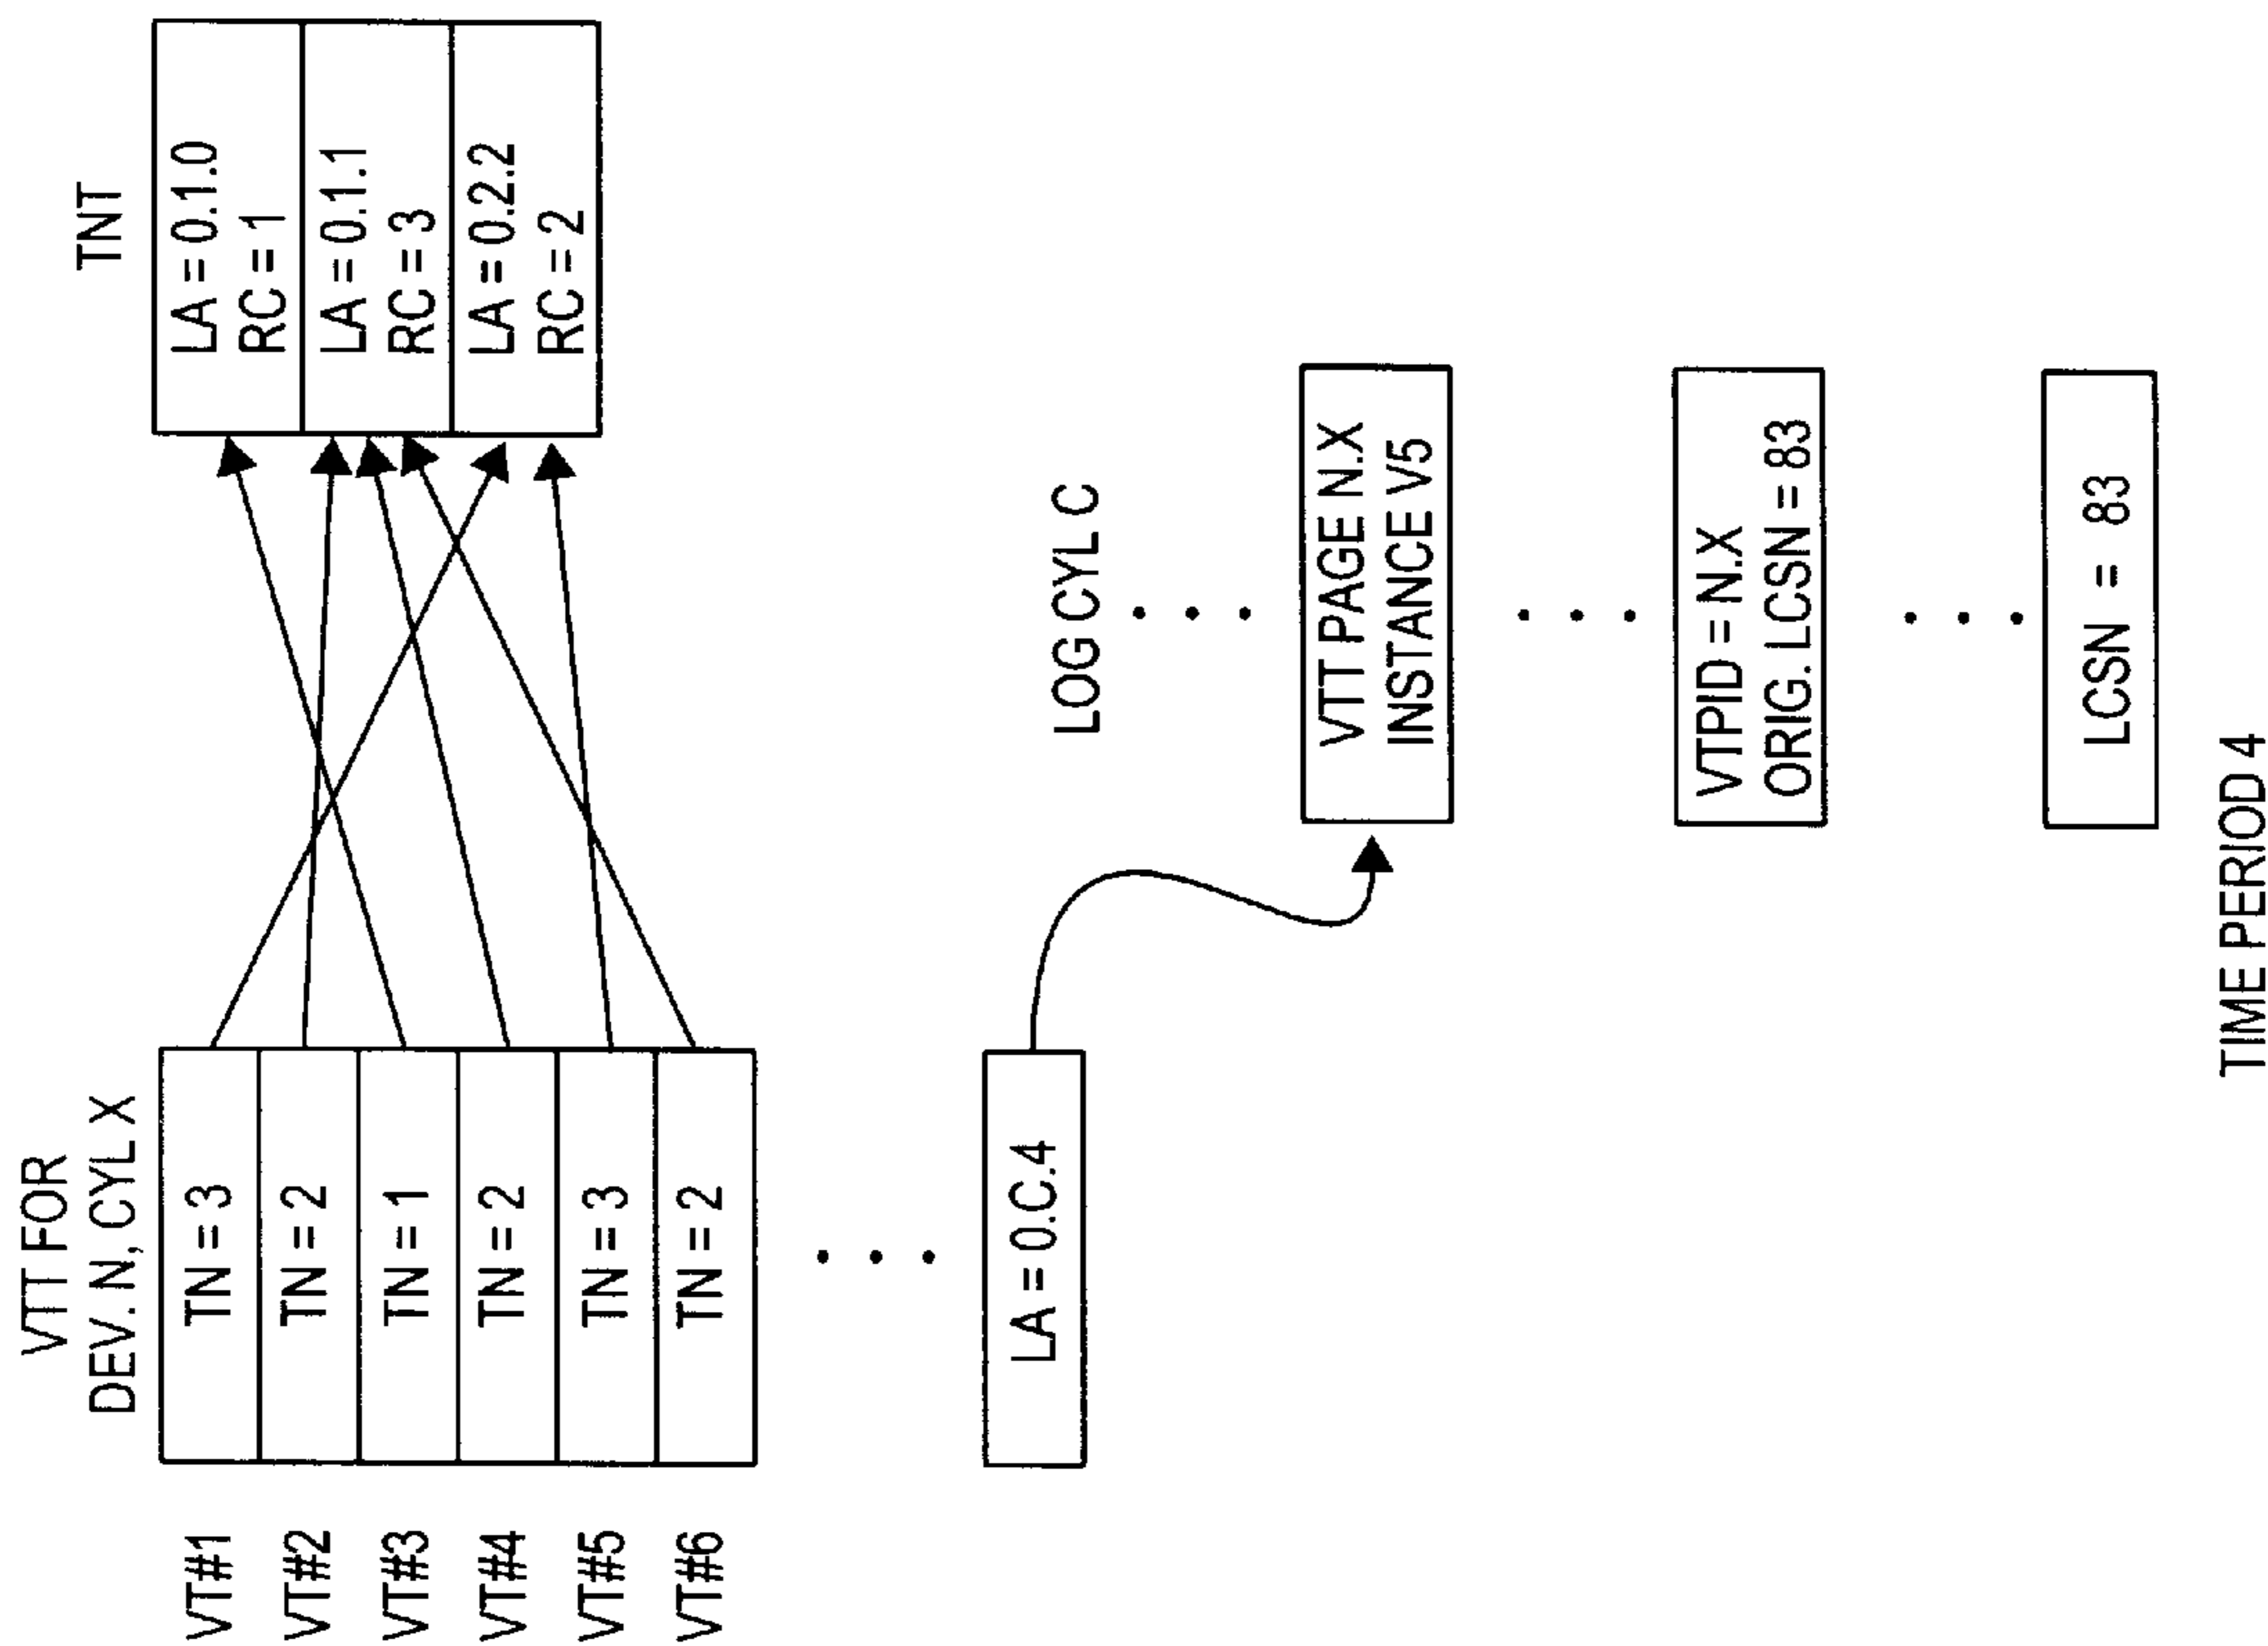 VTT FOR
DEV. N, CYL X
VT#1
TN = 3
VT#2
TN = 2
VT#3
TN = 1
VT#4
TN = 2
VT#5
TN = 3
VT#6
TN = 2
LA = 0.C.4
TNT
LA = 0.1.0
RC = 1
LA = 0.1.1
RC = 3
LA = 0.2.2
RC = 2
LOG CYL C
VTT PAGE N.X
INSTANCE V5
VTPID = N.X
ORIG. LCSN = 83
LCSN = 83
TIME PERIOD 4